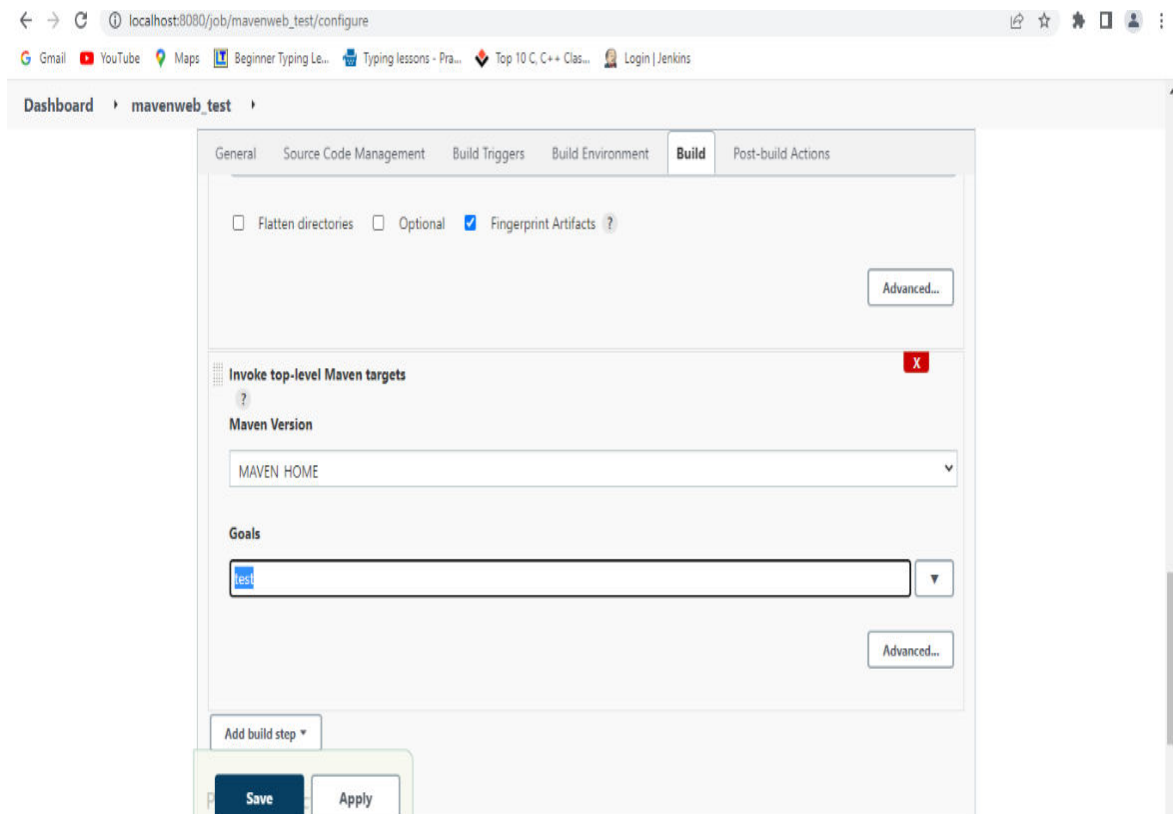 localhost:8080/job/mavenweb_test/configure
Gmail YouTube Maps Beginner Typing Le... Typing lessons - Pra... Top 10 C, C++ Clas... Login | Jenkins
Dashboard mavenweb_test
General Source Code Management Build Triggers Build Environment Build Post-build Actions
Flatten directories Optional Fingerprint Artifacts ?
Advanced...
X
Invoke top-level Maven targets
?
Maven Version
MAVEN HOME
Goals
test
Advanced...
Add build step
Save Apply